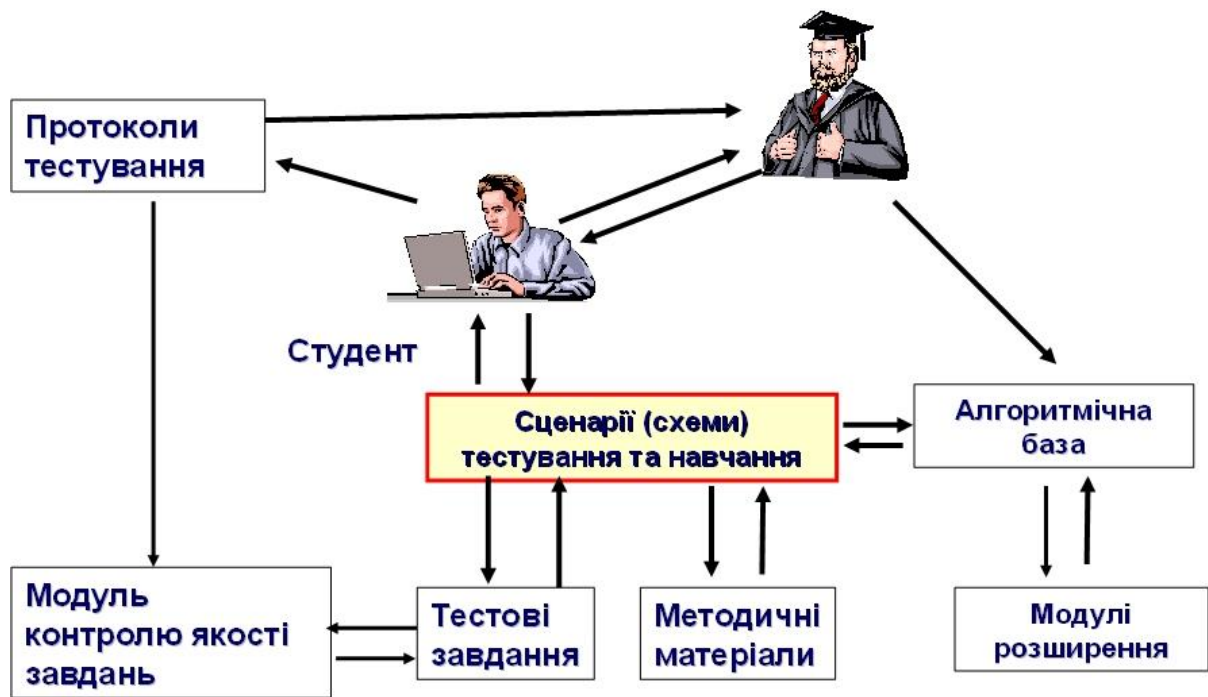 Протоколи
тестування
Студент
Сценарії (схеми)
тестування та навчання
Алгоритмічна
база
Модуль
контролю якості
завдань
Тестові
завдання
Методичні
матеріали
Модулі
розширення